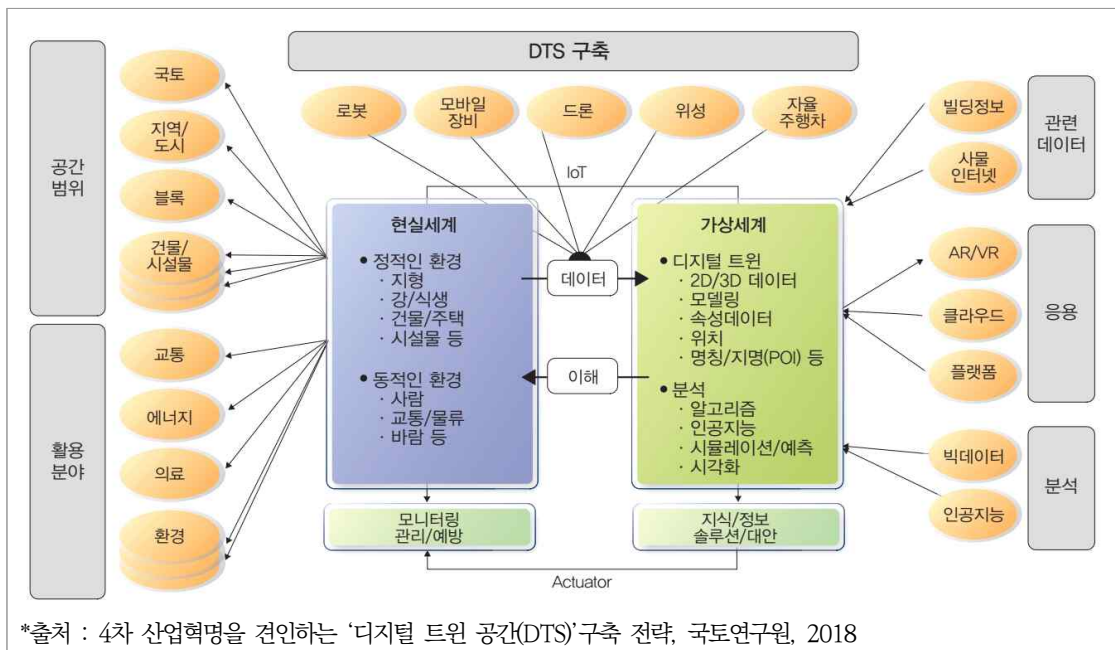 DTS 구축
로봇
모바일
장비
드론
위성
자율
주행차
공간
범위
국토
지역/
도시
블록
건물/
시설물
활용
분야
교통
에너지
의료
환경
IoT
현실세계
● 정적인 환경
· 지형
· 강/식생
· 건물/주택
· 시설물 등
● 동적인 환경
· 사람
· 교통/물류
· 바람 등
데이터
이해
가상세계
● 디지털 트윈
· 2D/3D 데이터
· 모델링
· 속성데이터
· 위치
· 명칭/지명(POI) 등
● 분석
· 알고리즘
· 인공지능
· 시뮬레이션/예측
· 시각화
모니터링
관리/예방
지식/정보
솔루션/대안
Actuator
빌딩정보
사물
인터넷
관련
데이터
AR/VR
클라우드
플랫폼
응용
빅데이터
인공지능
분석
*출처 : 4차 산업혁명을 견인하는 ‘디지털 트윈 공간(DTS)’구축 전략, 국토연구원, 2018